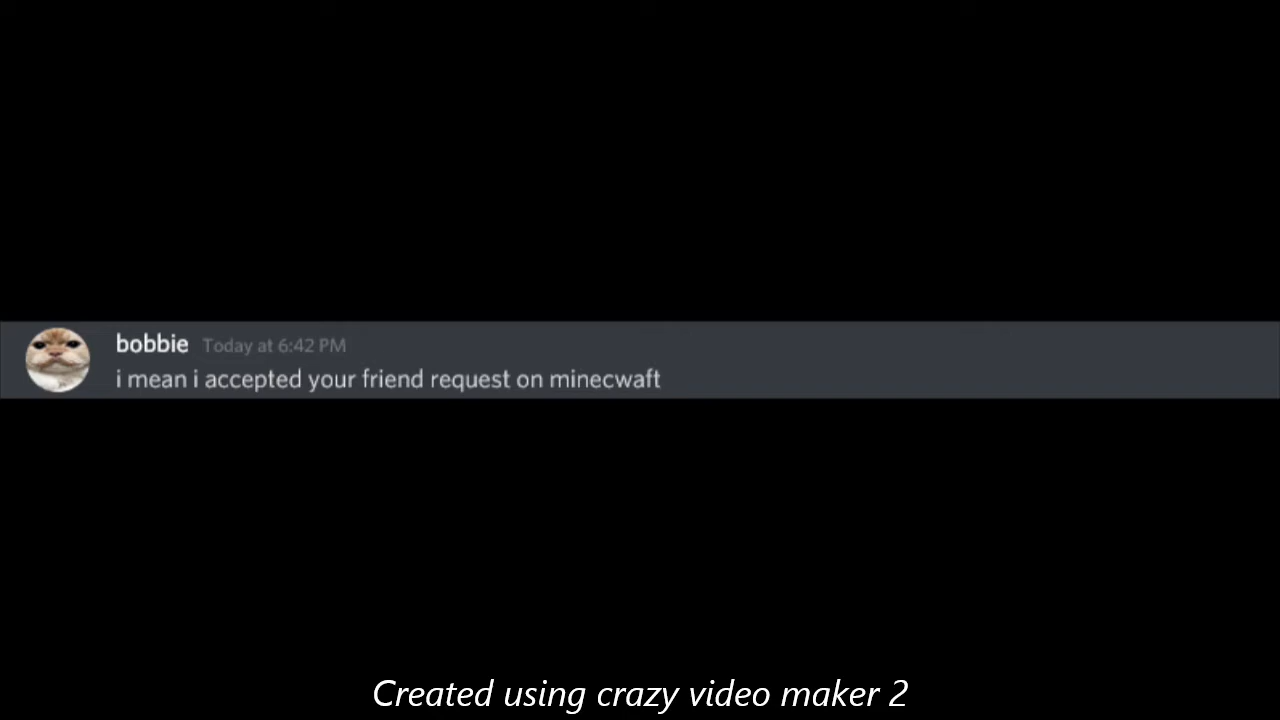 bobbie Today at 6:42 PM
i mean i accepted your friend request on minecwaft
Created using crazy video maker 2